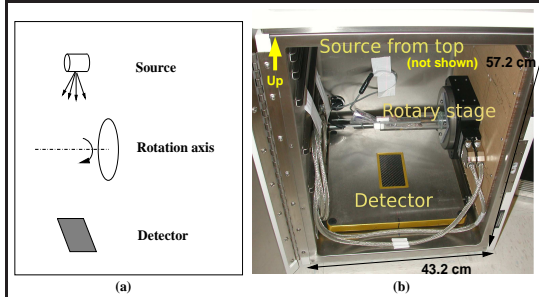 Source
Rotation axis
Detector
(a)
Source from top
(not shown)
57.2 cm
Up
Rotary stage
Detector
43.2 cm
(b)